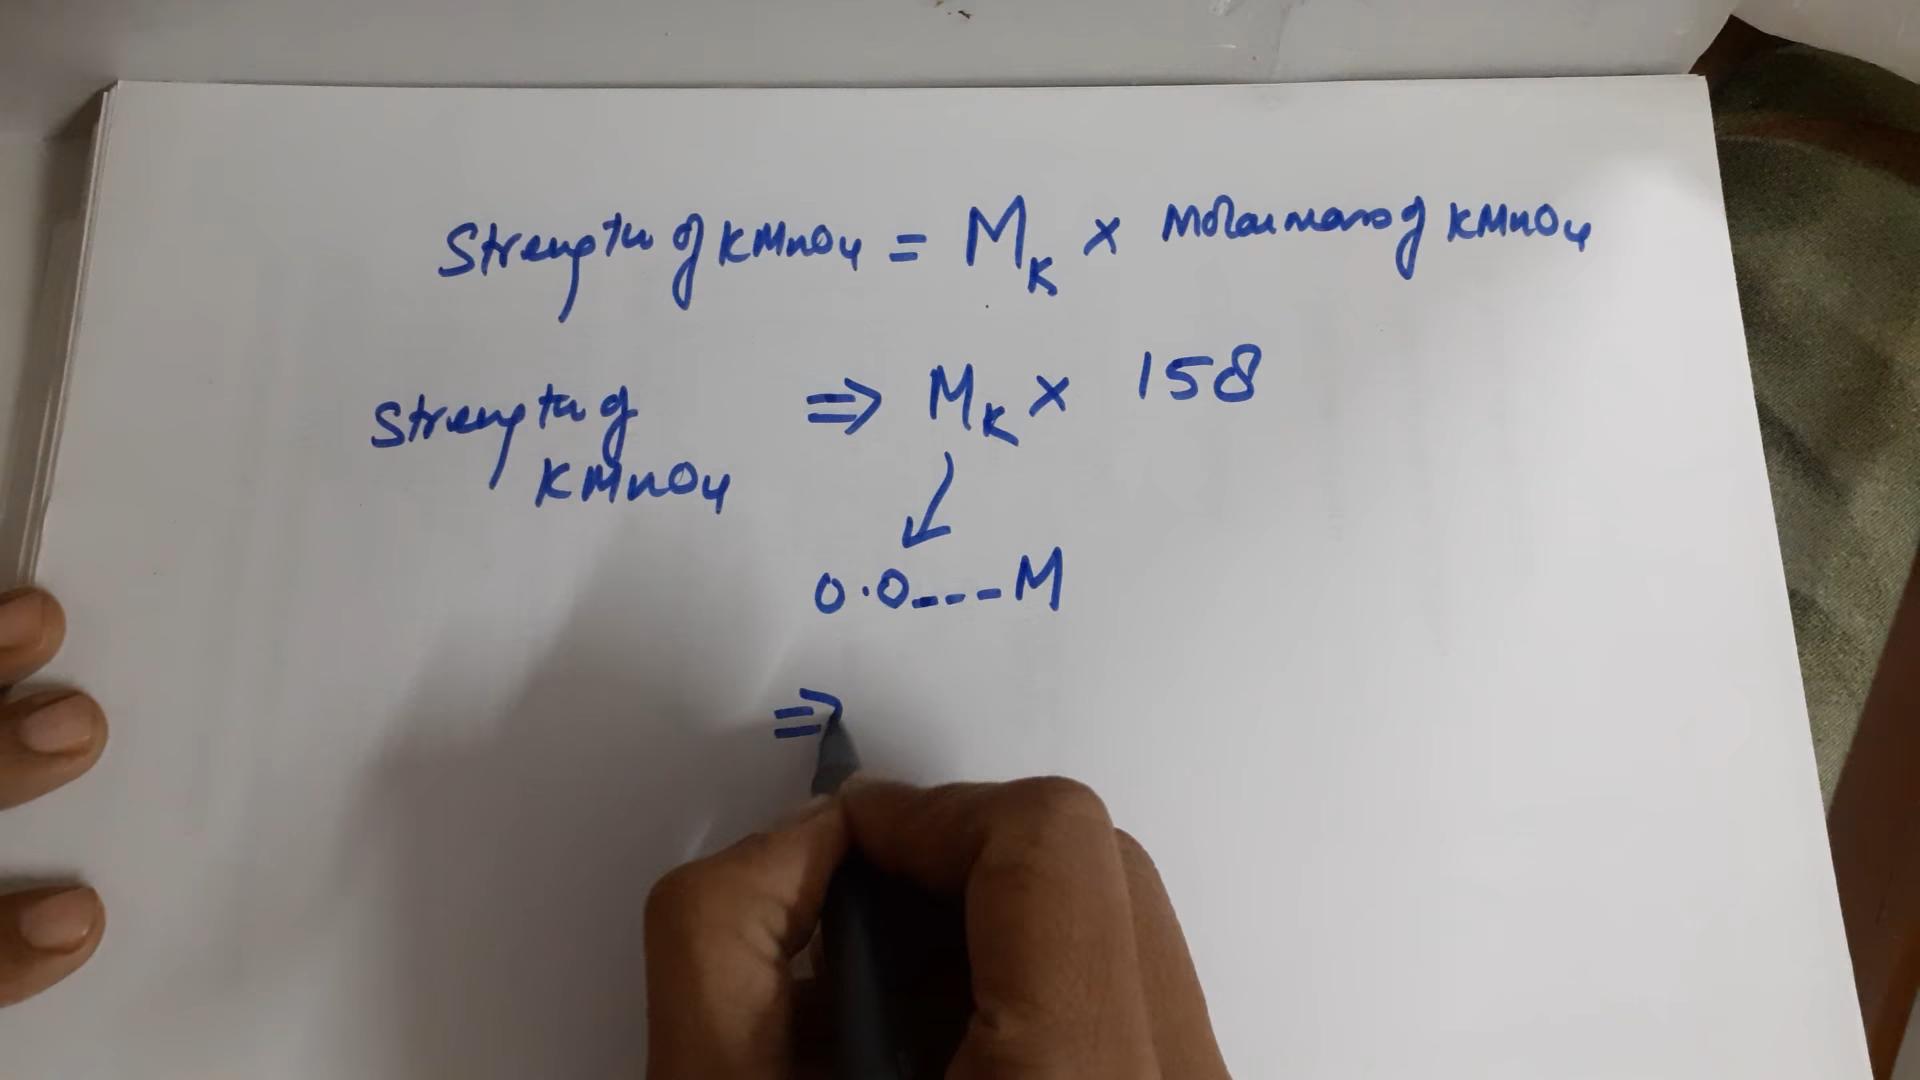 Strength of KMnO4 = MK × Molar mass of KMnO4
Strength of ⇒ MK × 158
KMnO4
↙
0.0---M
⇒